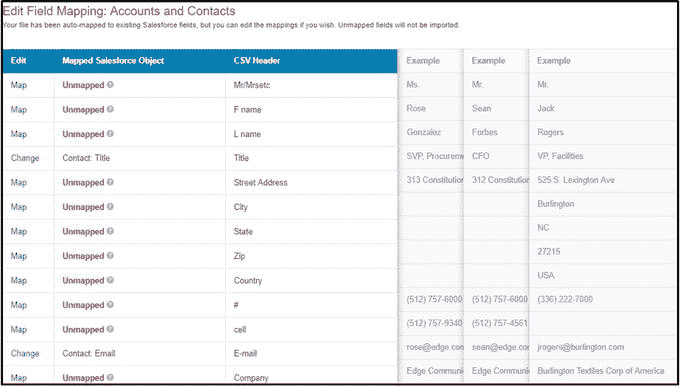 Edit Field Mapping: Accounts and Contacts
Your file has been auto-mapped to existing Salesforce fields, but you can edit the mappings if you wish. Unmapped fields will not be imported.
Edit Mapped Salesforce Object CSV Header Example Example Example
Map Unmapped Mr/Mrsetc Ms. Mr. Mr.
Map Unmapped F name Rose Sean Jack
Map Unmapped L name Gonzalez Forbes Rogers
Change Contact: Title Title SVP, Procureme CFO VP, Facilities
Map Unmapped Street Address 313 Constitution 312 Constitution 525 S. Lexington Ave
Map Unmapped City Burlington
Map Unmapped State NC
Map Unmapped Zip 27215
Map Unmapped Country USA
Map Unmapped # (512) 757-6000 (512) 757-6000 (336) 222-7000
Map Unmapped cell (512) 757-9340 (512) 757-4561
Change Contact: Email E-mail rose@edge.com sean@edge.com jrogers@burlington.com
Map Unmapped Company Edge Communi Edge Communi Burlington Textiles Corp of America